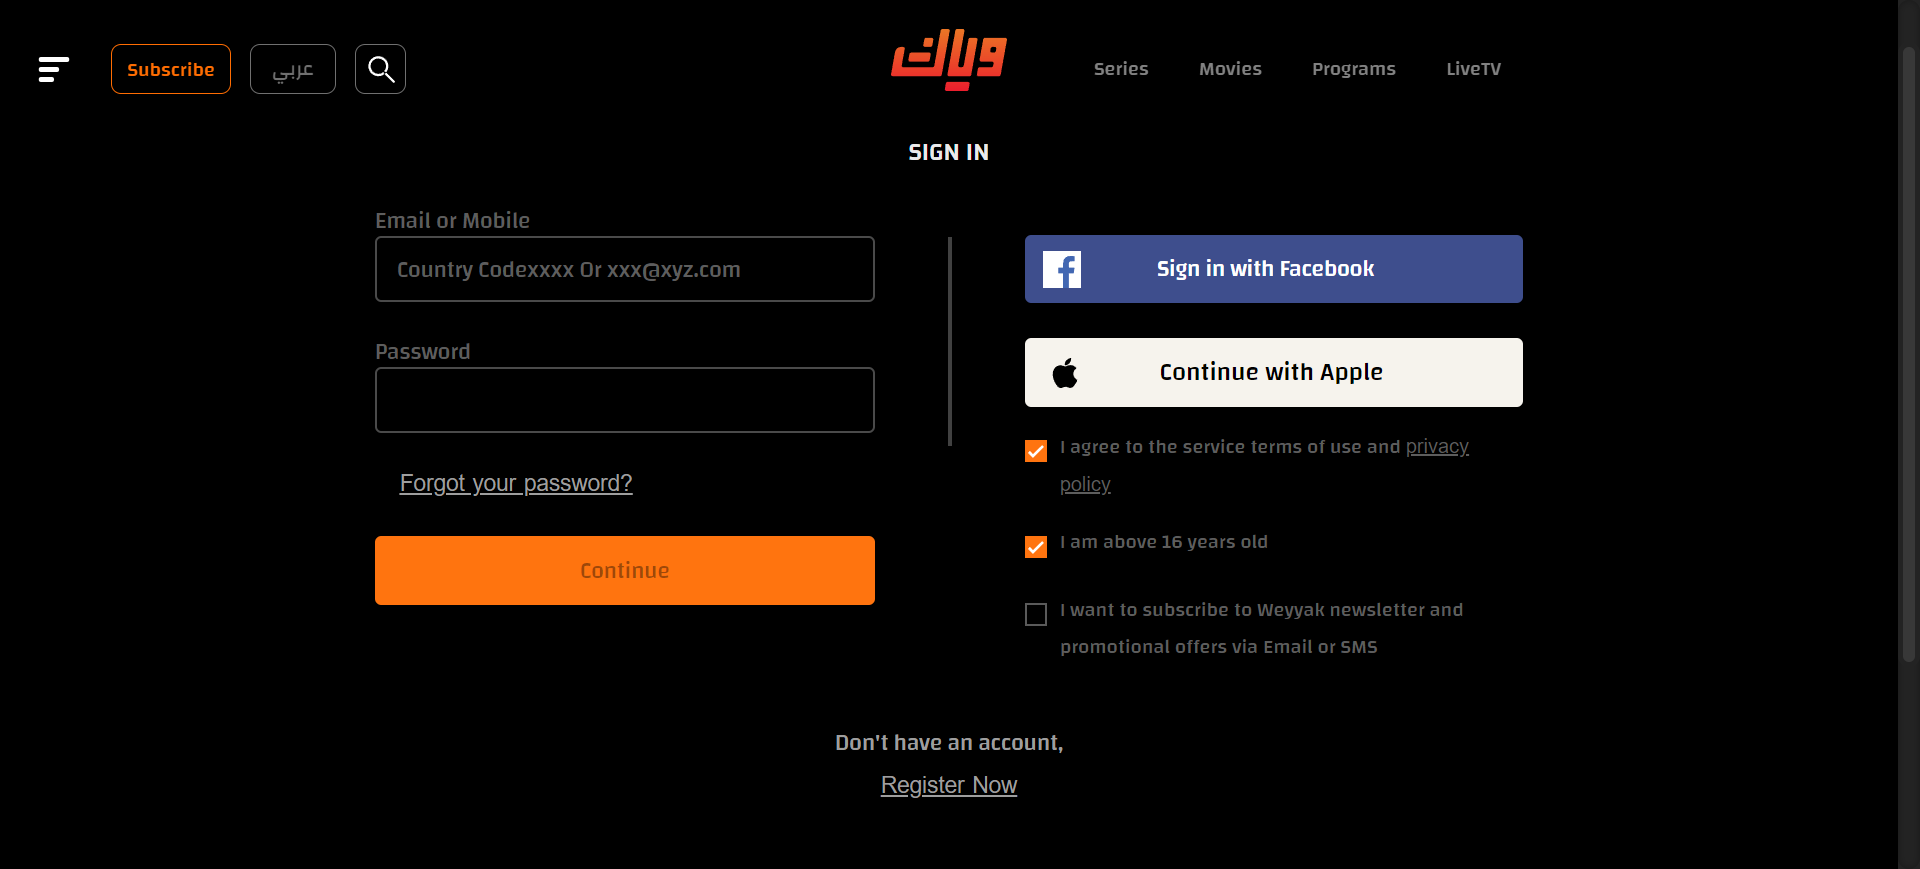 Subscribe
عربي
وياك
Series
Movies
Programs
LiveTV
SIGN IN
Email or Mobile
Country Codexxxx Or xxx@xyz.com
Password
Forgot your password?
Continue
Sign in with Facebook
Continue with Apple
I agree to the service terms of use and privacy
policy
I am above 16 years old
I want to subscribe to Weyyak newsletter and
promotional offers via Email or SMS
Don't have an account,
Register Now